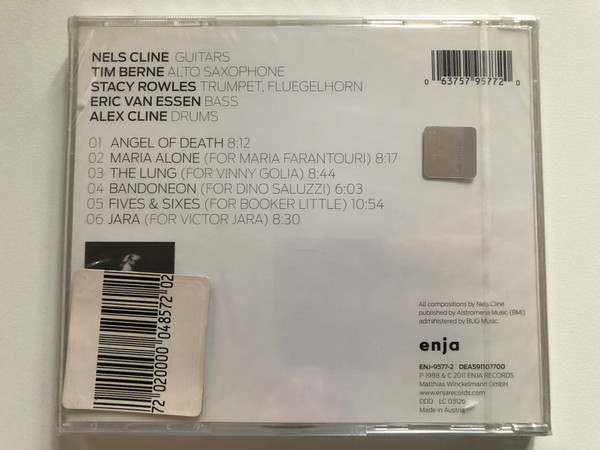 NELS CLINE GUITARS
TIM BERNE ALTO SAXOPHONE
STACY ROWLES TRUMPET, FLUEGELHORN
ERIC VAN ESSEN BASS
ALEX CLINE DRUMS
0 63757 95772 0
01 ANGEL OF DEATH 8:12
02 MARIA ALONE (FOR MARIA FARANTOURI) 8:17
03 THE LUNG (FOR VINNY GOLIA) 8:44
04 BANDONEON (FOR DINO SALUZZI) 6:03
05 FIVES & SIXES (FOR BOOKER LITTLE) 10:54
06 JARA (FOR VICTOR JARA) 8:30
72 020000 048572 02
All compositions by Nels Cline
published by Alstromeria Music (BMI)
administered by BUG Music.
enja
ENJ-9577-2 DEA591107700
P 1988 & C 2011 ENJA RECORDS
Matthias Winckelmann GmbH
www.enjarecords.com
DDD LC 03126
Made in Austria